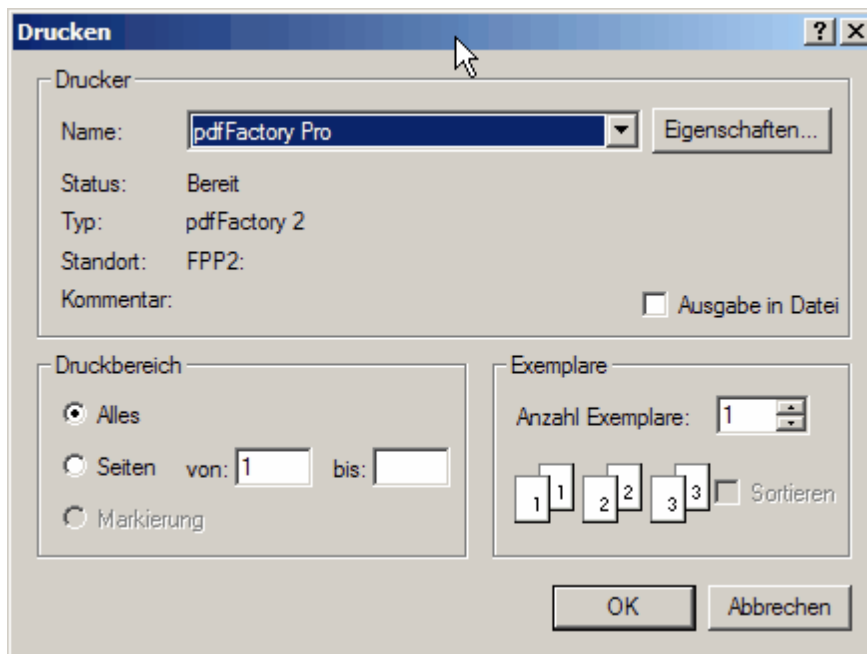 Drucken
Drucker
Name: pdfFactory Pro Eigenschaften...
Status: Bereit
Typ: pdfFactory 2
Standort: FPP2:
Kommentar: Ausgabe in Datei
Druckbereich
Alles
Seiten von: 1 bis:
Markierung
Exemplare
Anzahl Exemplare: 1
1 1 2 2 3 3 Sortieren
OK Abbrechen